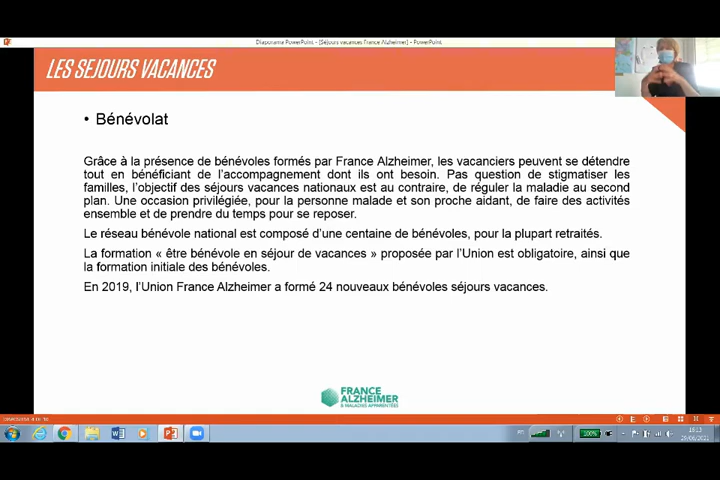 Diaporama PowerPoint - [Séjours vacances France Alzheimer] - PowerPoint
LES SEJOURS VACANCES
• Bénévolat
Grâce à la présence de bénévoles formés par France Alzheimer, les vacanciers peuvent se détendre
tout en bénéficiant de l'accompagnement dont ils ont besoin. Pas question de stigmatiser les
familles, l'objectif des séjours vacances nationaux est au contraire, de réguler la maladie au second
plan. Une occasion privilégiée, pour la personne malade et son proche aidant, de faire des activités
ensemble et de prendre du temps pour se reposer.
Le réseau bénévole national est composé d'une centaine de bénévoles, pour la plupart retraités.
La formation « être bénévole en séjour de vacances » proposée par l'Union est obligatoire, ainsi que
la formation initiale des bénévoles.
En 2019, l'Union France Alzheimer a formé 24 nouveaux bénévoles séjours vacances.
FRANCE
ALZHEIMER
& MALADIES APPARENTÉES
100%